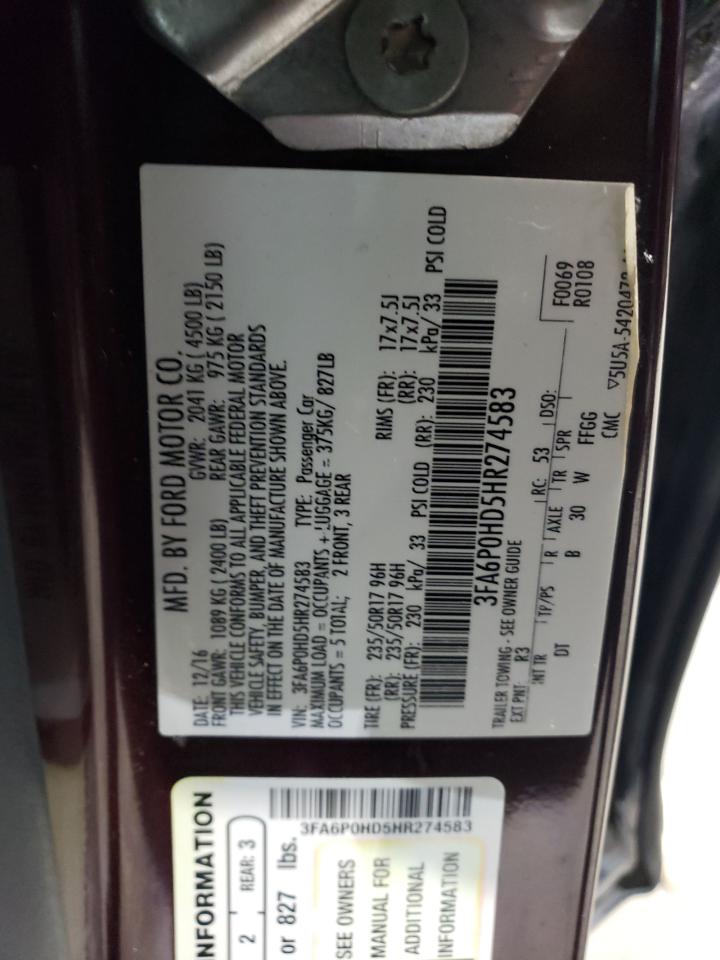 MFD. BY FORD MOTOR CO.
DATE: 12/16 GVWR: 2041 KG ( 4500 LB)
FRONT GAWR: 1089 KG ( 2400 LB) REAR GAWR: 975 KG ( 2150 LB)
THIS VEHICLE CONFORMS TO ALL APPLICABLE FEDERAL MOTOR
VEHICLE SAFETY, BUMPER, AND THEFT PREVENTION STANDARDS
IN EFFECT ON THE DATE OF MANUFACTURE SHOWN ABOVE.
VIN: 3FA6P0HD5HR274583 TYPE: Passenger Car
MAXIMUM LOAD = OCCUPANTS + LUGGAGE = 375KG/ 827LB
OCCUPANTS = 5 TOTAL; 2 FRONT, 3 REAR
TIRE (FR): 235/50R17 96H RIMS (FR): 17x7.5J
(RR): 235/50R17 96H (RR): 17x7.5J
PRESSURE (FR): 230 kPa/ 33 PSI COLD (RR): 230 kPa/ 33 PSI COLD
3FA6P0HD5HR274583
TRAILER TOWING - SEE OWNER GUIDE
EXT PNT: R3 RC: 53 DSO: F0069
INT TR TP/PS R AXLE TR SPR R0108
DT B 30 W FFGG
CMC ▽5U5A-5420472
INFORMATION
2 REAR: 3
or 827 lbs.
3FA6P0HD5HR274583
SEE OWNERS
MANUAL FOR
ADDITIONAL
INFORMATION